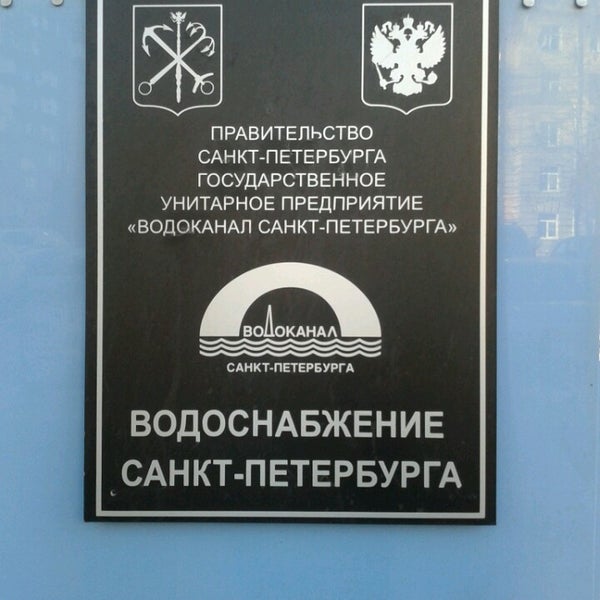 ПРАВИТЕЛЬСТВО
САНКТ-ПЕТЕРБУРГА
ГОСУДАРСТВЕННОЕ
УНИТАРНОЕ ПРЕДПРИЯТИЕ
«ВОДОКАНАЛ САНКТ-ПЕТЕРБУРГА»
ВОДОКАНАЛ
САНКТ-ПЕТЕРБУРГА
ВОДОСНАБЖЕНИЕ
САНКТ-ПЕТЕРБУРГА